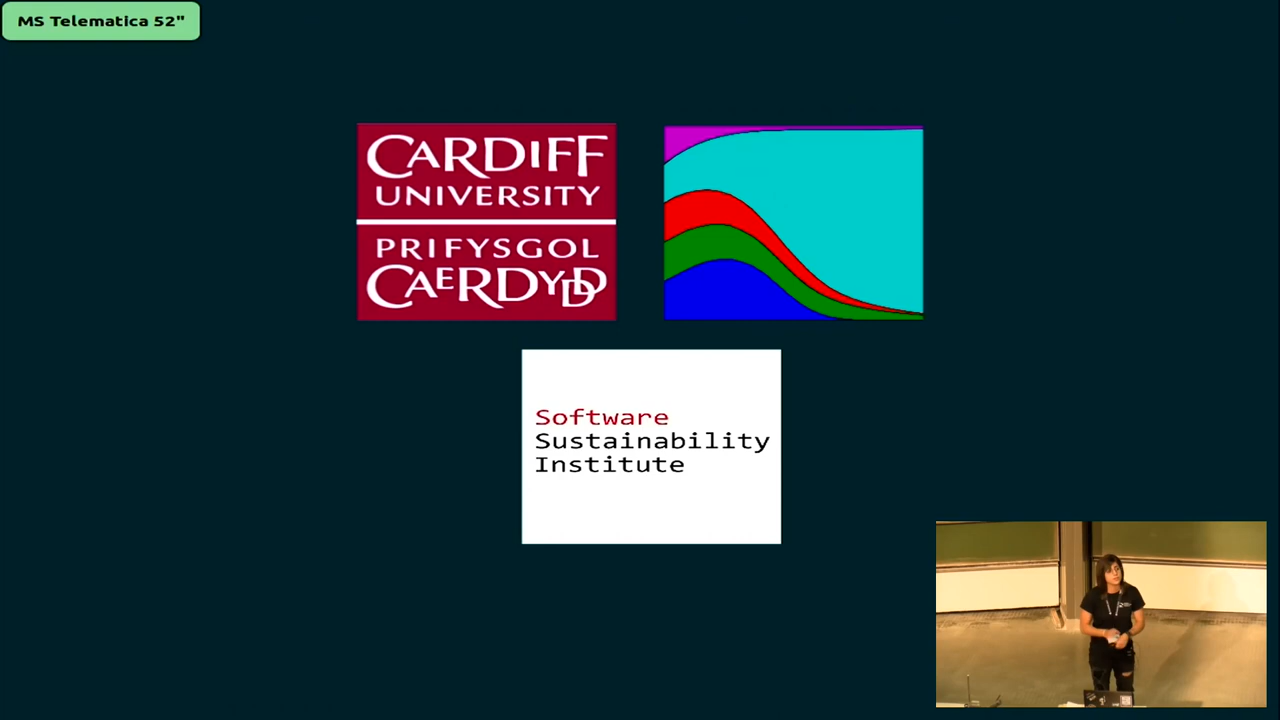 MS Telematica 52"
CARDIFF
UNIVERSITY
PRIFYSGOL
CAERDYDD
Software
Sustainability
Institute